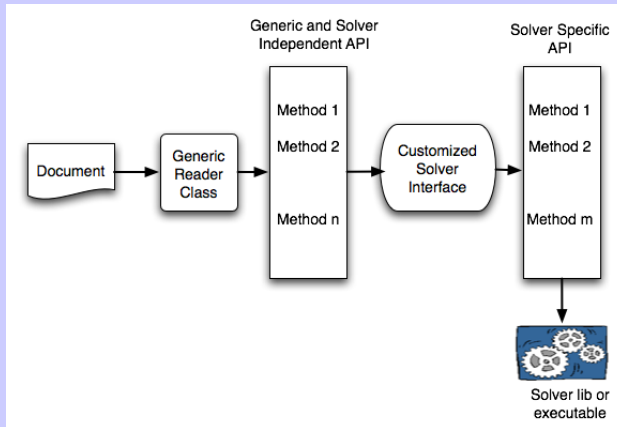 Generic and Solver
Independent API
Solver Specific
API
Document
Generic
Reader
Class
Method 1
Method 2
Method n
Customized
Solver
Interface
Method 1
Method 2
Method m
Solver lib or
executable